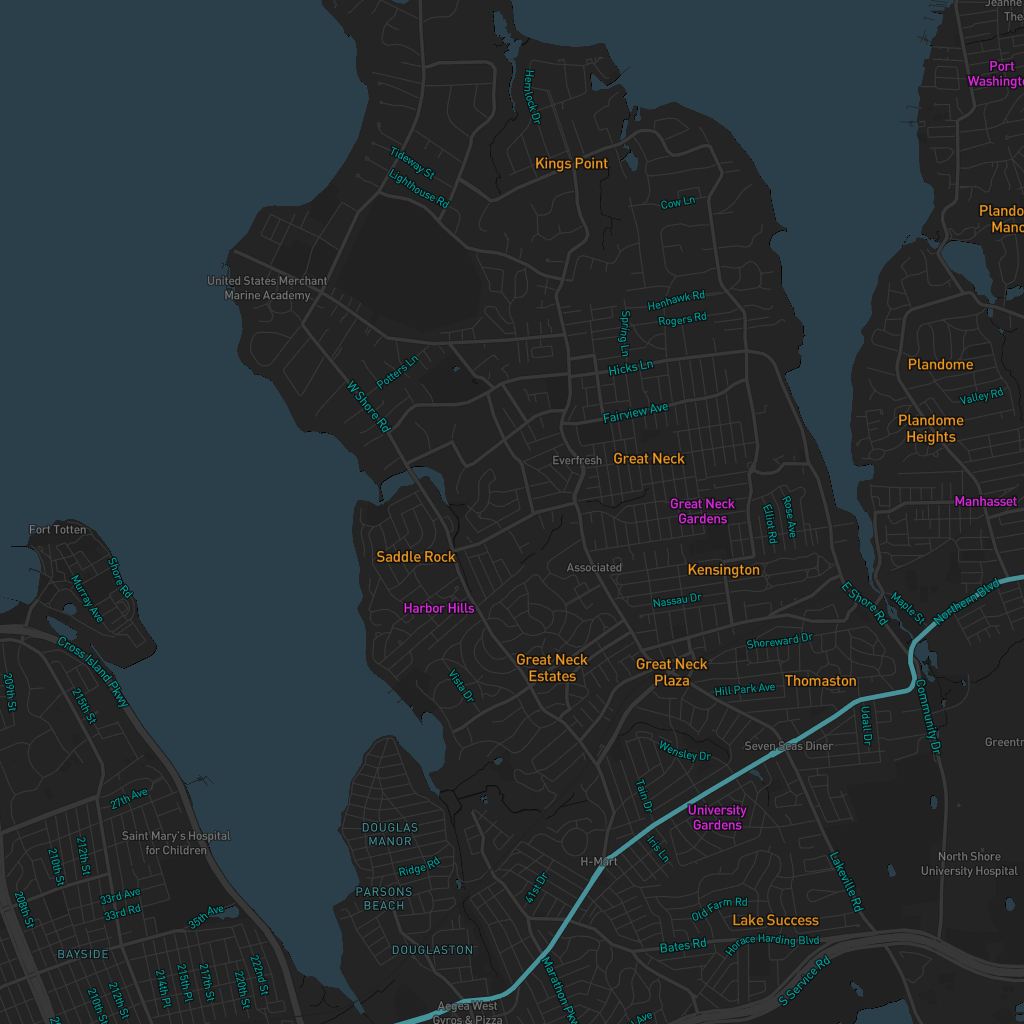 Jeanne
Thea
Port
Washingto
Hemlock Dr
Tideway St
Lighthouse Rd
Kings Point
Cow Ln
Plando
Mano
United States Merchant
Marine Academy
Henhawk Rd
Rogers Rd
Spring Ln
Potters Ln
Hicks Ln
Plandome
W Shore Rd
Fairview Ave
Valley Rd
Plandome
Heights
Everfresh
Great Neck
Great Neck
Gardens
Elliot Rd
Rose Ave
Manhasset
Fort Totten
Saddle Rock
Associated
Kensington
Shore Rd
Murray Ave
Harbor Hills
Nassau Dr
E Shore Rd
Maple St
Northern Blvd
Cross Island Pkwy
Shoreward Dr
Great Neck
Estates
Great Neck
Plaza
Thomaston
209th St
215th St
Vista Dr
Hill Park Ave
Udall Dr
Community Dr
Wensley Dr
Seven Seas Diner
Greentr
27th Ave
Tain Dr
University
Gardens
Saint Mary's Hospital
for Children
DOUGLAS
MANOR
Iris Ln
H-Mart
Ridge Rd
210th St
212th St
North Shore
University Hospital
Lakeville Rd
41st Dr
PARSONS
BEACH
33rd Ave
33rd Rd
35th Ave
208th St
Old Farm Rd
Lake Success
Bates Rd
Horace Harding Blvd
BAYSIDE
DOUGLASTON
S Service Rd
Marathon Pkwy
214th Pl
215th Pl
217th St
220th St
222nd St
210th St
212th St
Aegea West
Gyros & Pizza
Ave